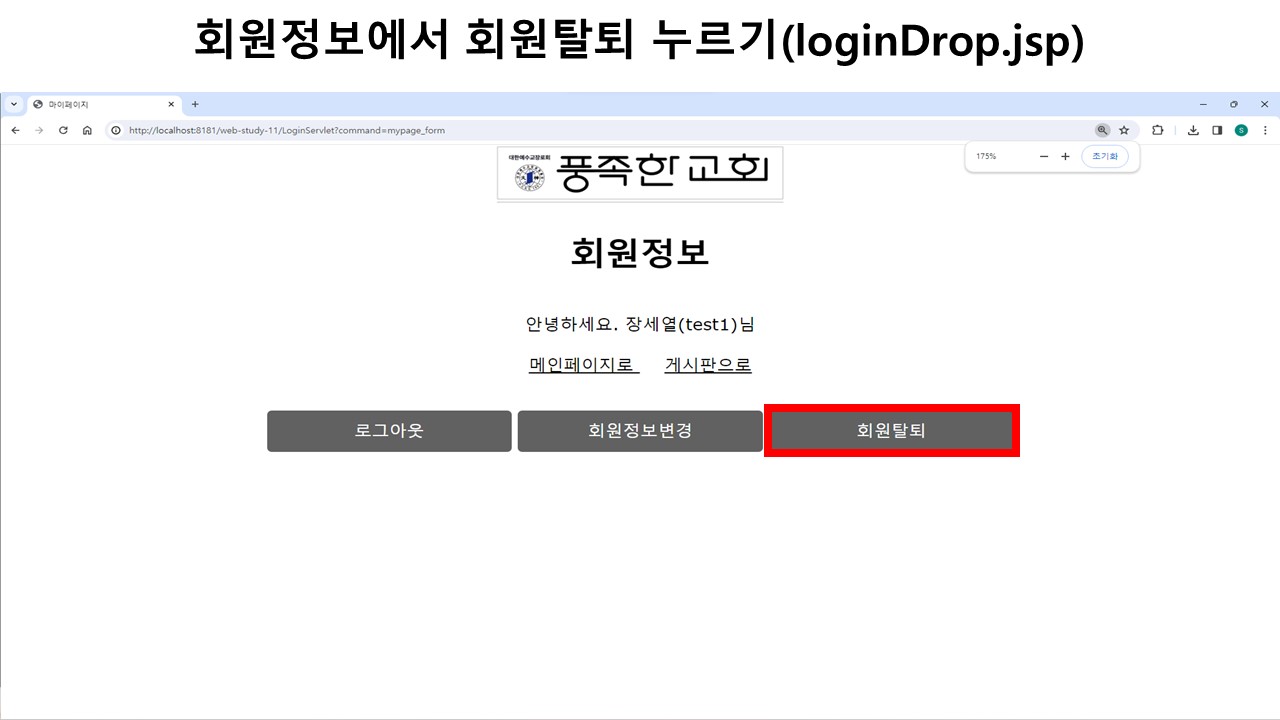 회원정보에서 회원탈퇴 누르기(loginDrop.jsp)
마이페이지
http://localhost:8181/web-study-11/LoginServlet?command=mypage_form
S
175%
초기화
대한예수교장로회
풍족한 교회
회원정보
안녕하세요. 장세열(test1)님
메인페이지로 게시판으로
로그아웃 회원정보변경 회원탈퇴